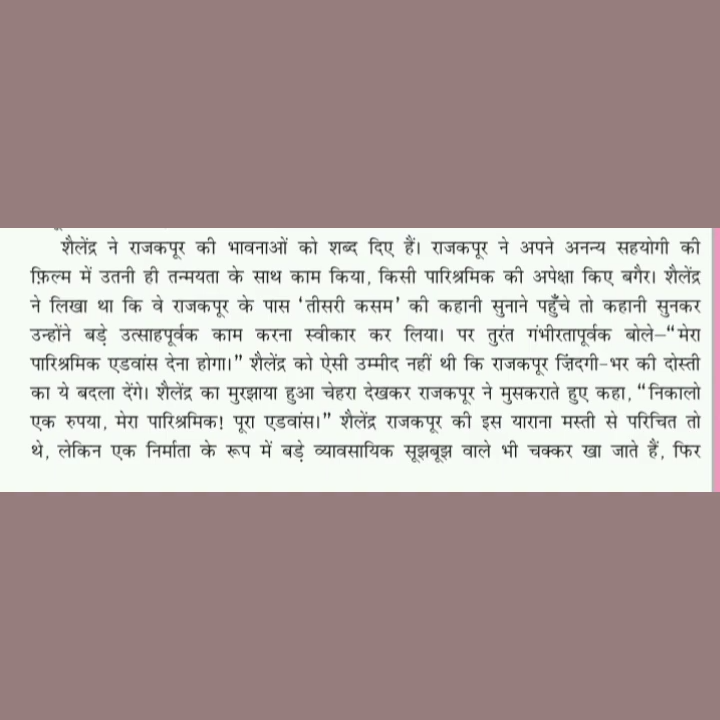 शैलेंद्र ने राजकपूर की भावनाओं को शब्द दिए हैं। राजकपूर ने अपने अनन्य सहयोगी की
फ़िल्म में उतनी ही तन्मयता के साथ काम किया, किसी पारिश्रमिक की अपेक्षा किए बगैर। शैलेंद्र
ने लिखा था कि वे राजकपूर के पास ‘तीसरी कसम’ की कहानी सुनाने पहुँचे तो कहानी सुनकर
उन्होंने बड़े उत्साहपूर्वक काम करना स्वीकार कर लिया। पर तुरंत गंभीरतापूर्वक बोले–“मेरा
पारिश्रमिक एडवांस देना होगा।” शैलेंद्र को ऐसी उम्मीद नहीं थी कि राजकपूर ज़िंदगी-भर की दोस्ती
का ये बदला देंगे। शैलेंद्र का मुरझाया हुआ चेहरा देखकर राजकपूर ने मुसकराते हुए कहा, “निकालो
एक रुपया, मेरा पारिश्रमिक! पूरा एडवांस।” शैलेंद्र राजकपूर की इस याराना मस्ती से परिचित तो
थे, लेकिन एक निर्माता के रूप में बड़े व्यावसायिक सूझबूझ वाले भी चक्कर खा जाते हैं, फिर